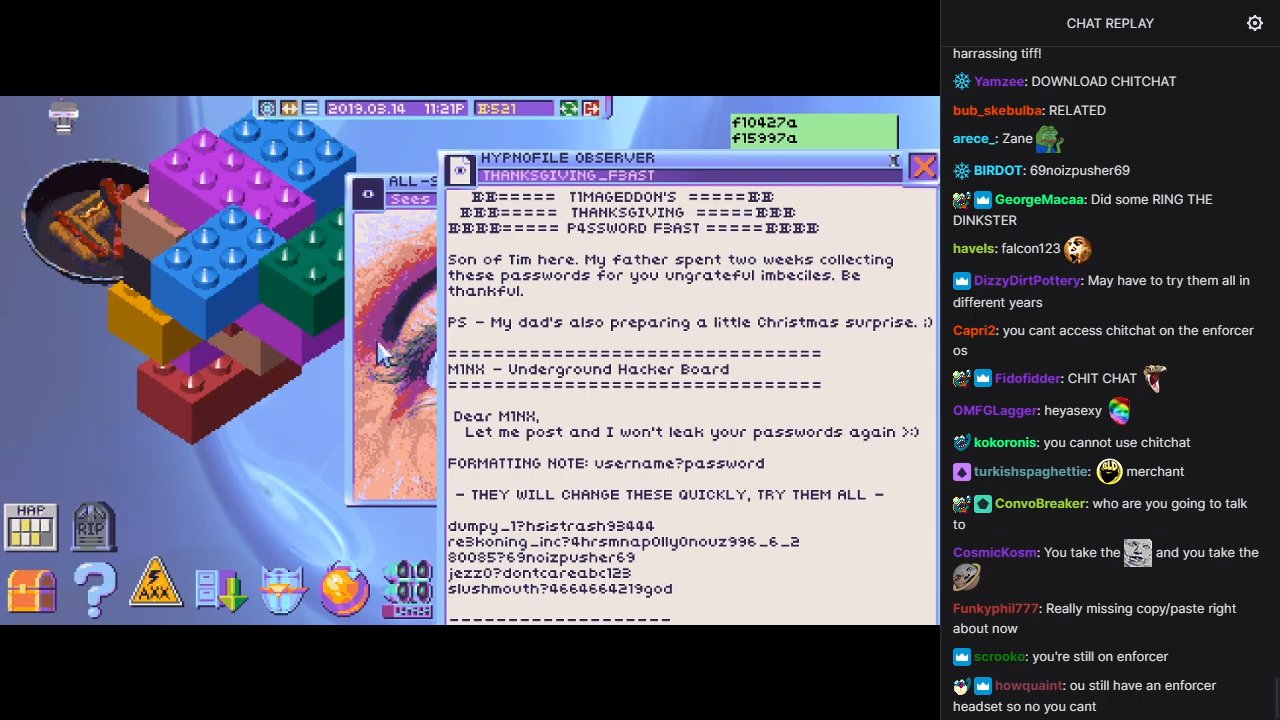 2019.03.14 11:21P
521
f10427a
f15997a
HYPNOFILE OBSERVER
THANKSGIVING_F3AST
ALL-S
Sees
===== T1MAGEDDON'S =====
===== THANKSGIVING =====
===== P4SSWORD F3AST =====
Son of Tim here. My father spent two weeks collecting
these passwords for you ungrateful imbeciles. Be
thankful.
PS - My dad's also preparing a little Christmas surprise. ;)
================================
M1NX - Underground Hacker Board
================================
Dear M1NX,
Let me post and I won't leak your passwords again >:)
FORMATTING NOTE: username?password
- THEY WILL CHANGE THESE QUICKLY, TRY THEM ALL -
dumpy_1?hsistrash93444
re3koning_inc?4hrsmnap0lly0nouz996_6_2
80085?69noizpusher69
jezz0?dontcareabc123
slushmouth?4664664219god
--------------------
HAP
RIP
AXX
CHAT REPLAY
harrassing tiff!
Yamzee: DOWNLOAD CHITCHAT
bub_skebulba: RELATED
arece_: Zane
BIRDOT: 69noizpusher69
GeorgeMacaa: Did some RING THE
DINKSTER
havels: falcon123
DizzyDirtPottery: May have to try them all in
different years
Capri2: you cant access chitchat on the enforcer
os
Fidofidder: CHIT CHAT
OMFGLagger: heyasexy
kokoronis: you cannot use chitchat
turkishspaghettie: GLD merchant
ConvoBreaker: who are you going to talk
to
CosmicKosm: You take the and you take the
Funkyphil777: Really missing copy/paste right
about now
scrooko: you're still on enforcer
howquaint: ou still have an enforcer
headset so no you cant